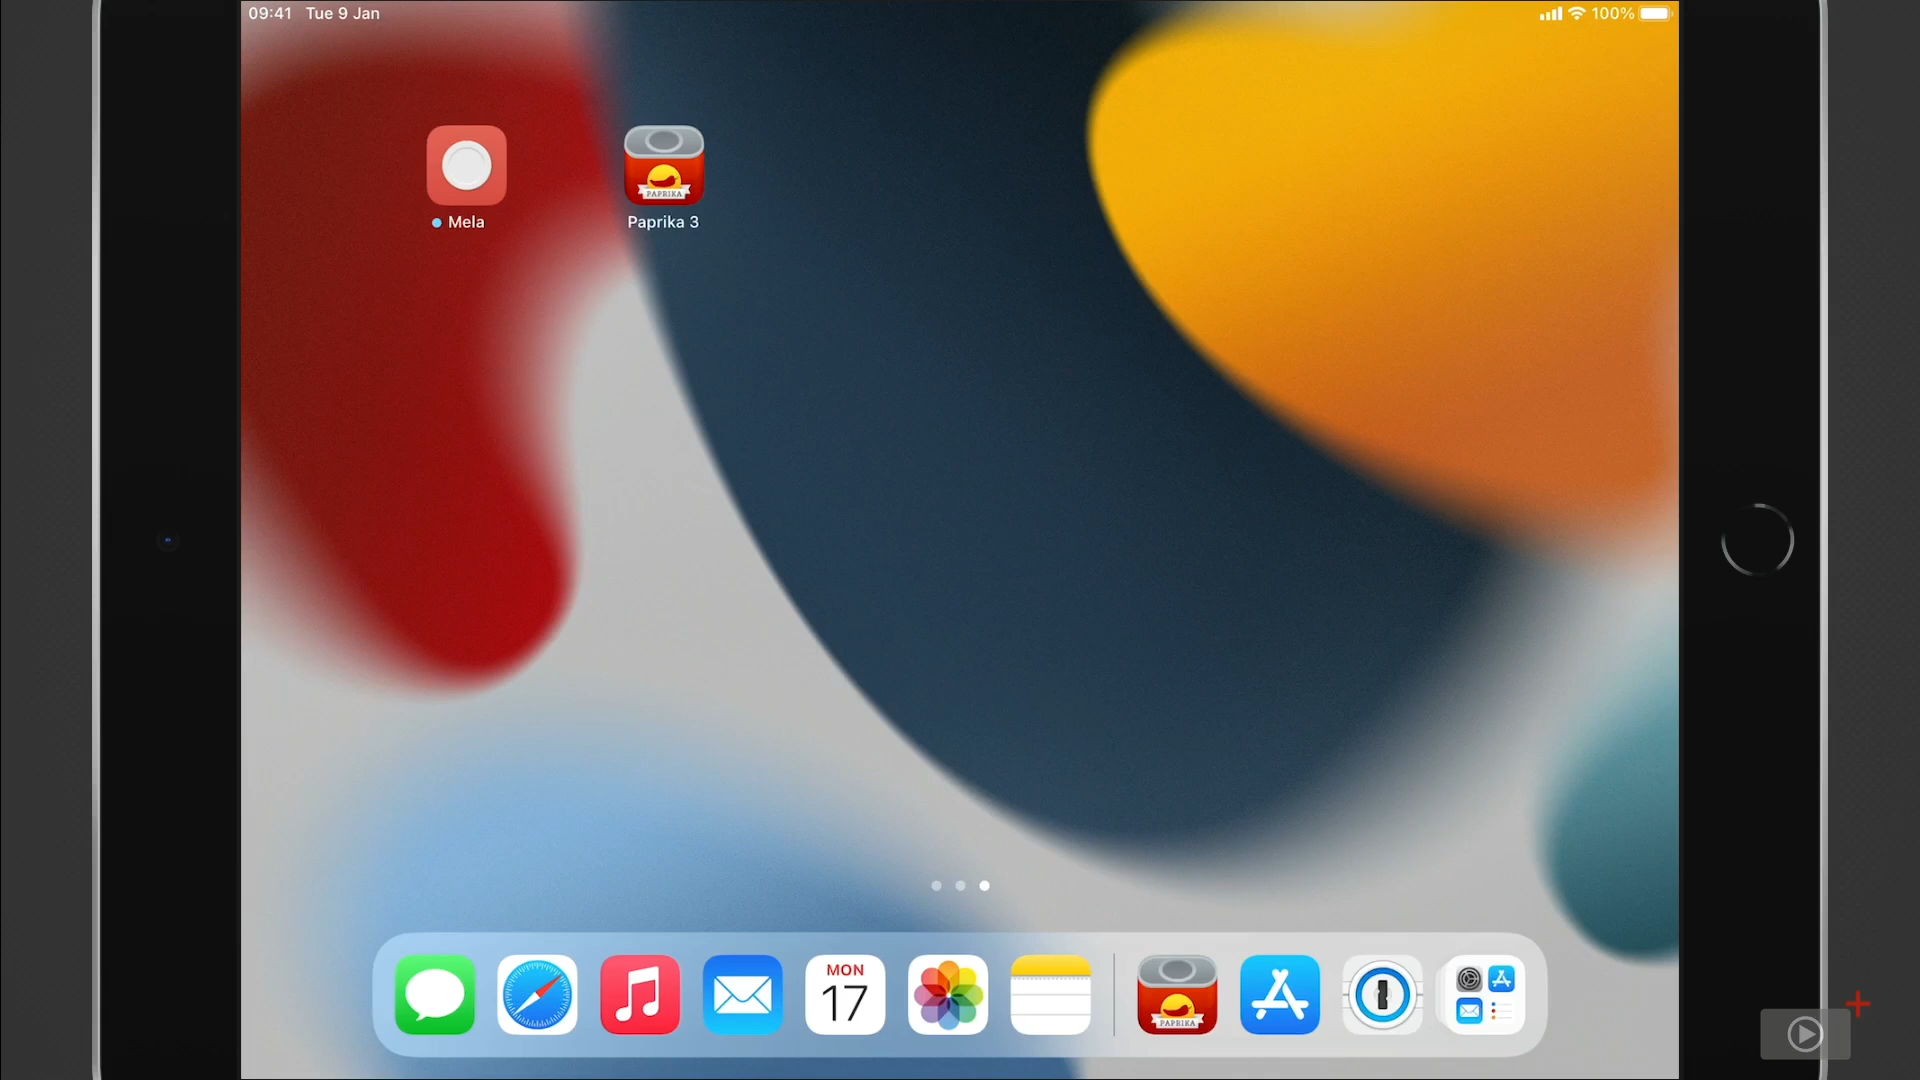 09:41 Tue 9 Jan
100%
PAPRIKA
Mela
Paprika 3
MON
17
PAPRIKA